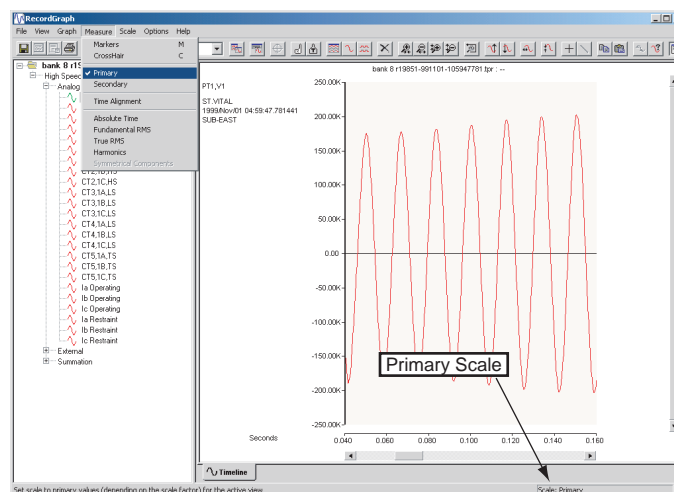 RecordGraph
File View Graph Measure Scale Options Help
Markers M
CrossHair C
Primary
Secondary
Time Alignment
Absolute Time
Fundamental RMS
True RMS
Harmonics
Symmetrical Components
bank 8 r19
High Speed
Analog
CT2,1B,HS
CT2,1C,HS
CT3,1A,LS
CT3,1B,LS
CT3,1C,LS
CT4,1A,LS
CT4,1B,LS
CT4,1C,LS
CT5,1A,TS
CT5,1B,TS
CT5,1C,TS
Ia Operating
Ib Operating
Ic Operating
Ia Restraint
Ib Restraint
Ic Restraint
External
Summation
bank 8 r19851-991101-105947781.tpr : --
PT1,V1
ST.VITAL
1999/Nov/01 04:59:47.781441
SUB-EAST
250.00K
200.00K
150.00K
100.00K
50.00K
0.00
-50.00K
-100.00K
-150.00K
-200.00K
-250.00K
Primary Scale
Seconds
0.040 0.060 0.080 0.100 0.120 0.140 0.160
Timeline
Set scale to primary values (depending on the scale factor) for the active view
Scale: Primary